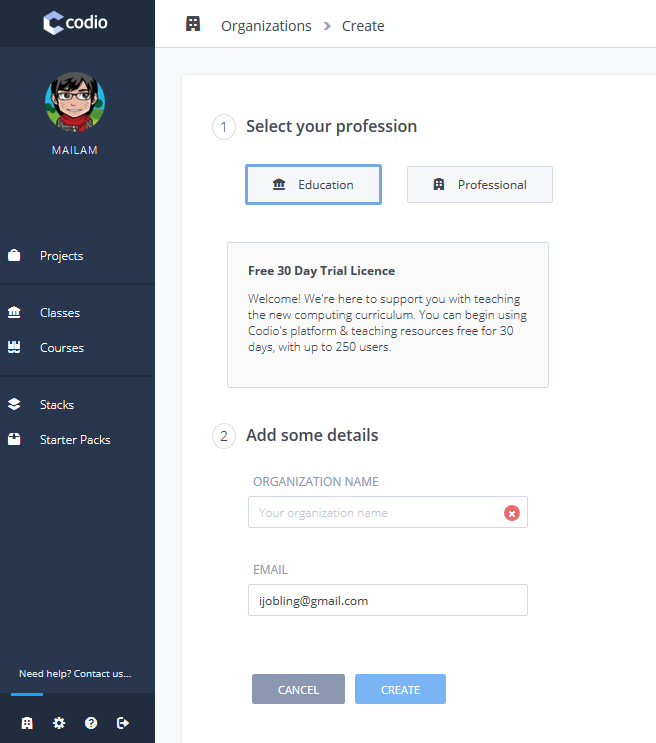 codio
MAILAM
Projects
Classes
Courses
Stacks
Starter Packs
Need help? Contact us...
Organizations > Create
1 Select your profession
Education
Professional
Free 30 Day Trial Licence
Welcome! We're here to support you with teaching
the new computing curriculum. You can begin using
Codio's platform & teaching resources free for 30
days, with up to 250 users.
2 Add some details
ORGANIZATION NAME
Your organization name
EMAIL
ijobling@gmail.com
CANCEL
CREATE